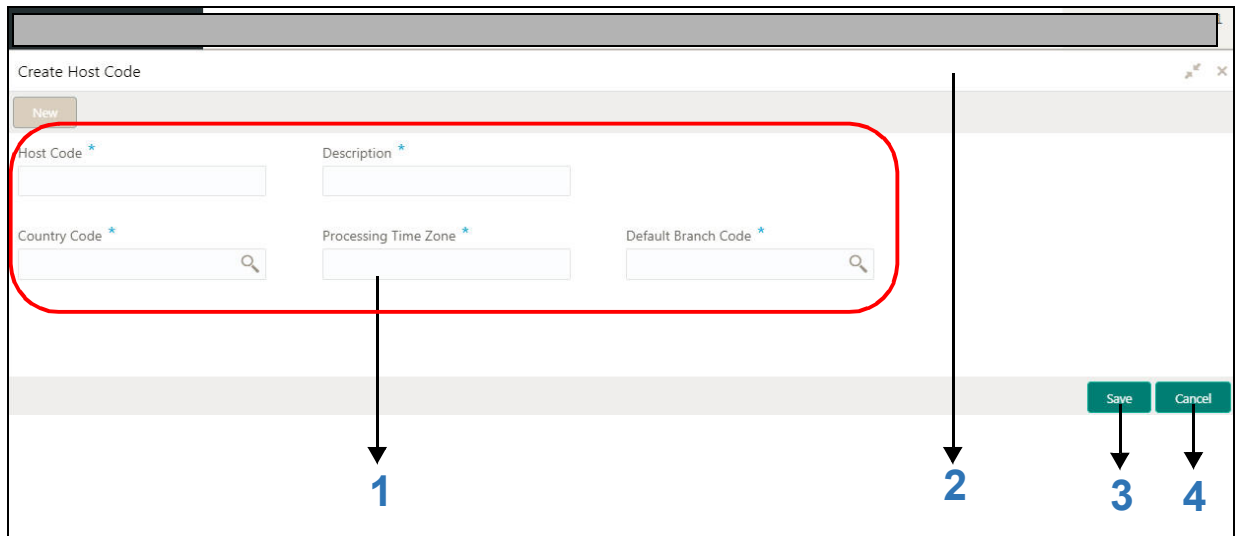 1
Create Host Code
New
Host Code * Description *
Country Code * Processing Time Zone * Default Branch Code *
Save Cancel
1 2 3 4